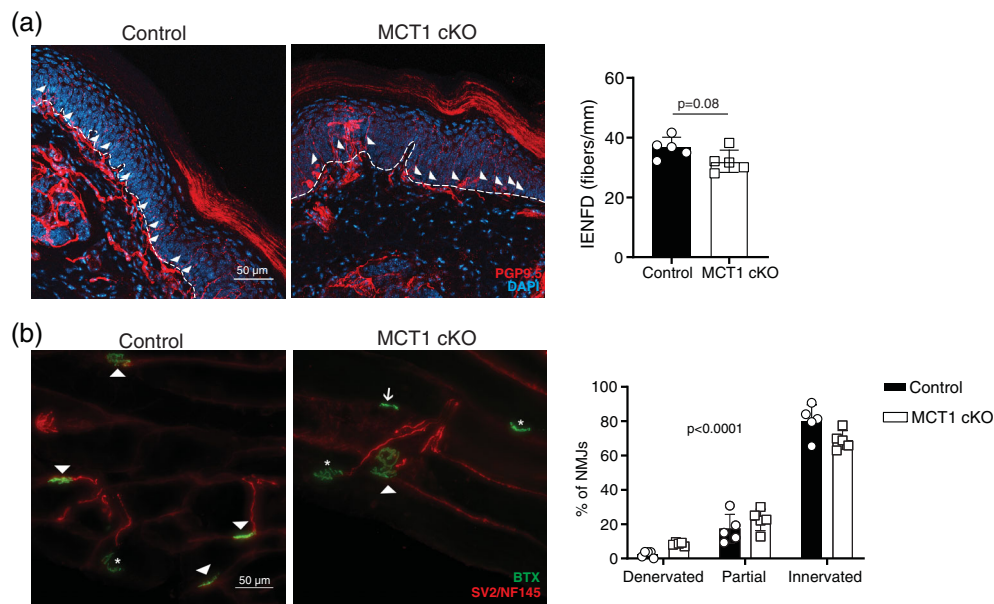 (a)
Control
MCT1 cKO
50 µm
PGP9.5
DAPI
IENFD (fibers/mm)
60
40
20
0
p=0.08
Control
MCT1 cKO
(b)
Control
MCT1 cKO
*
50 µm
*
*
BTX
SV2/NF145
% of NMJs
100
80
60
40
20
0
p<0.0001
Denervated
Partial
Innervated
Control
MCT1 cKO